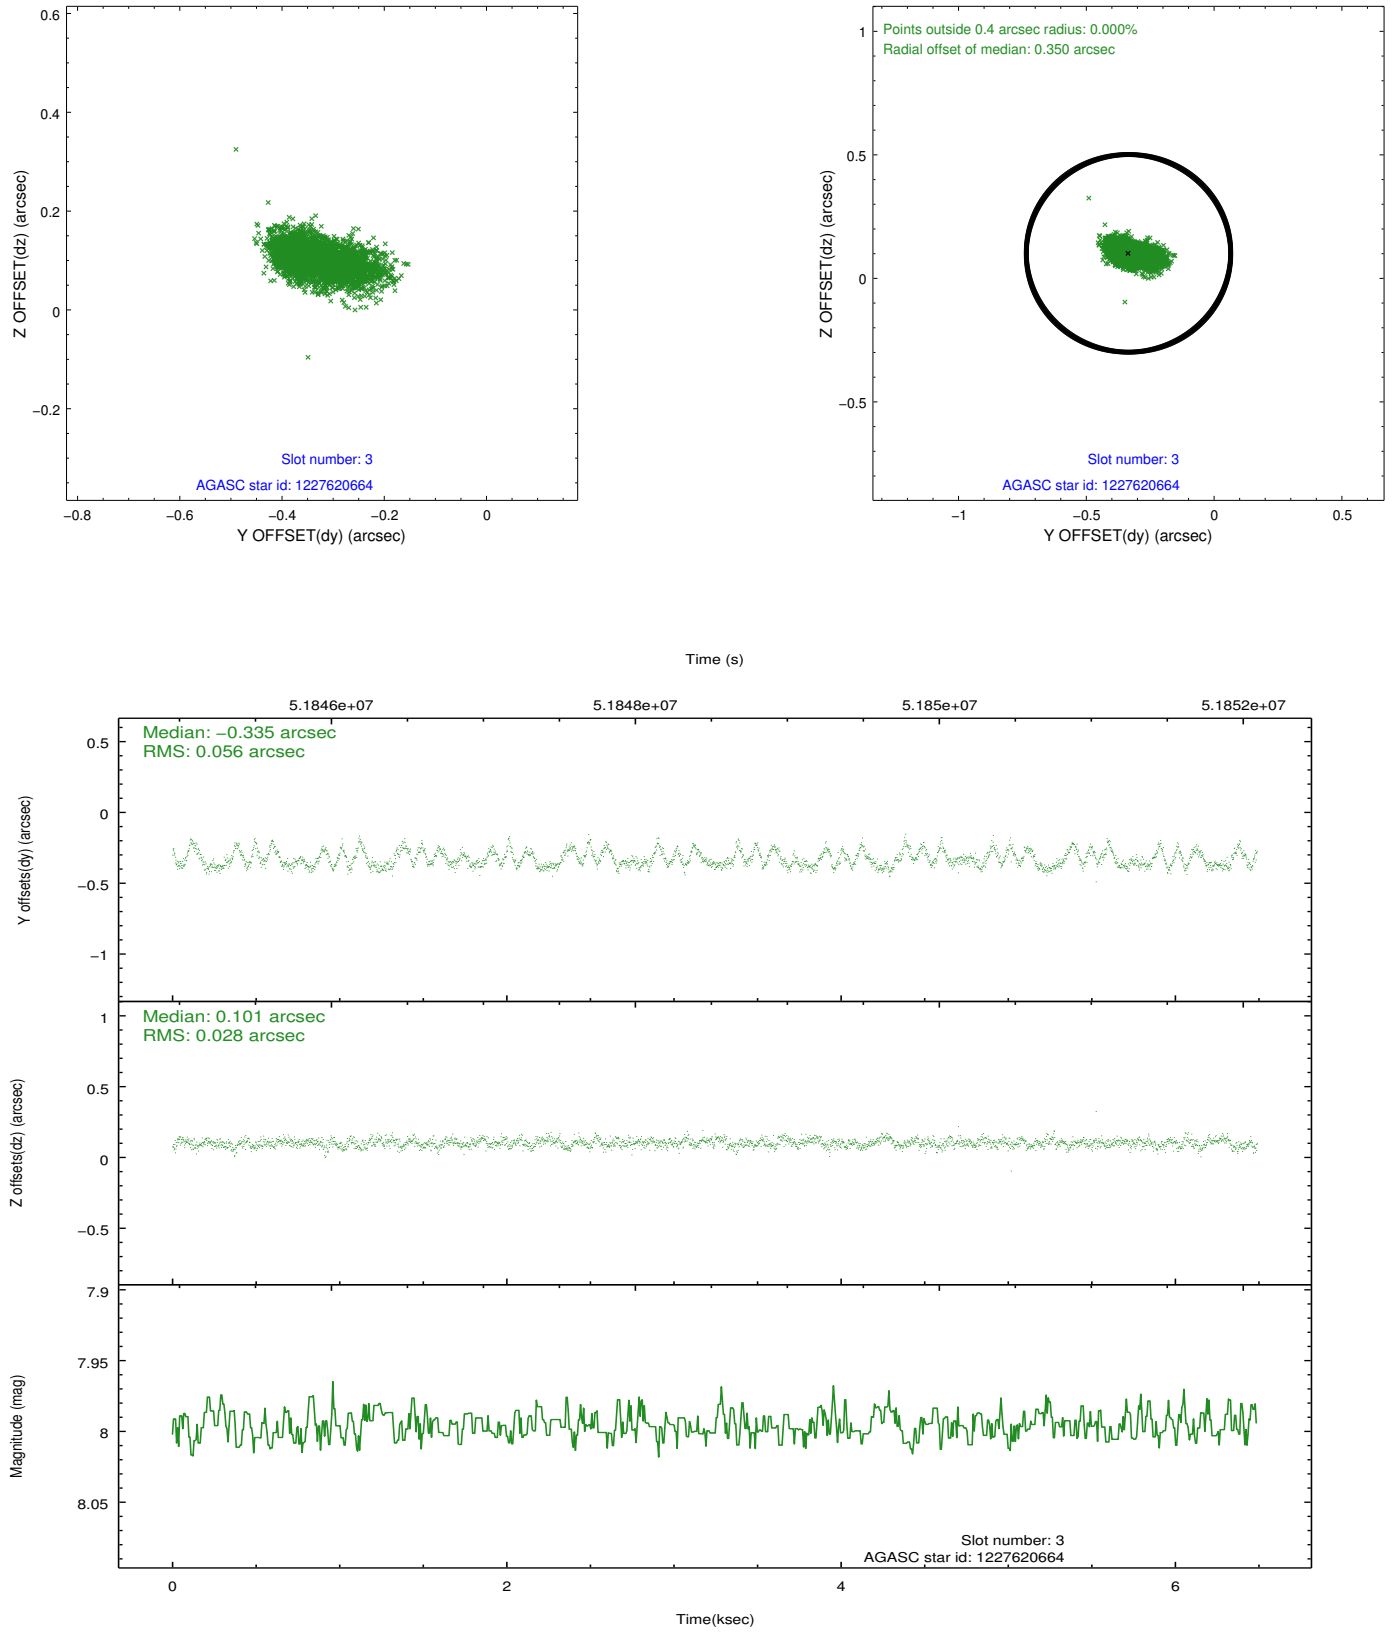 0.6
0.4
0.2
0
−0.2
Z OFFSET(dz) (arcsec)
Slot number: 3
AGASC star id: 1227620664
−0.8
−0.6
−0.4
−0.2
0
Y OFFSET(dy) (arcsec)
Points outside 0.4 arcsec radius: 0.000%
Radial offset of median: 0.350 arcsec
1
0.5
0
−0.5
Z OFFSET(dz) (arcsec)
Slot number: 3
AGASC star id: 1227620664
−1
−0.5
0
0.5
Y OFFSET(dy) (arcsec)
Time (s)
5.1846e+07
5.1848e+07
5.185e+07
5.1852e+07
Median: −0.335 arcsec
RMS: 0.056 arcsec
0.5
0
−0.5
−1
Y offsets(dy) (arcsec)
Median: 0.101 arcsec
RMS: 0.028 arcsec
1
0.5
0
−0.5
Z offsets(dz) (arcsec)
7.9
7.95
8
8.05
Magnitude (mag)
Slot number: 3
AGASC star id: 1227620664
0
2
4
6
Time(ksec)